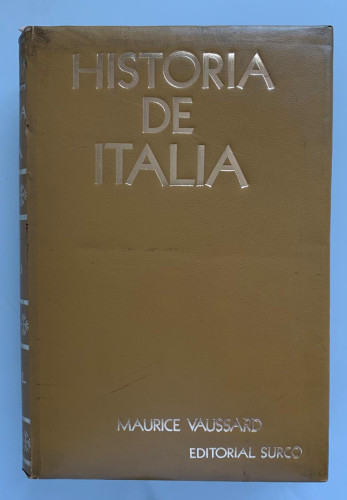 HISTORIA
DE
ITALIA
MAURICE VAUSSARD
EDITORIAL SURCO